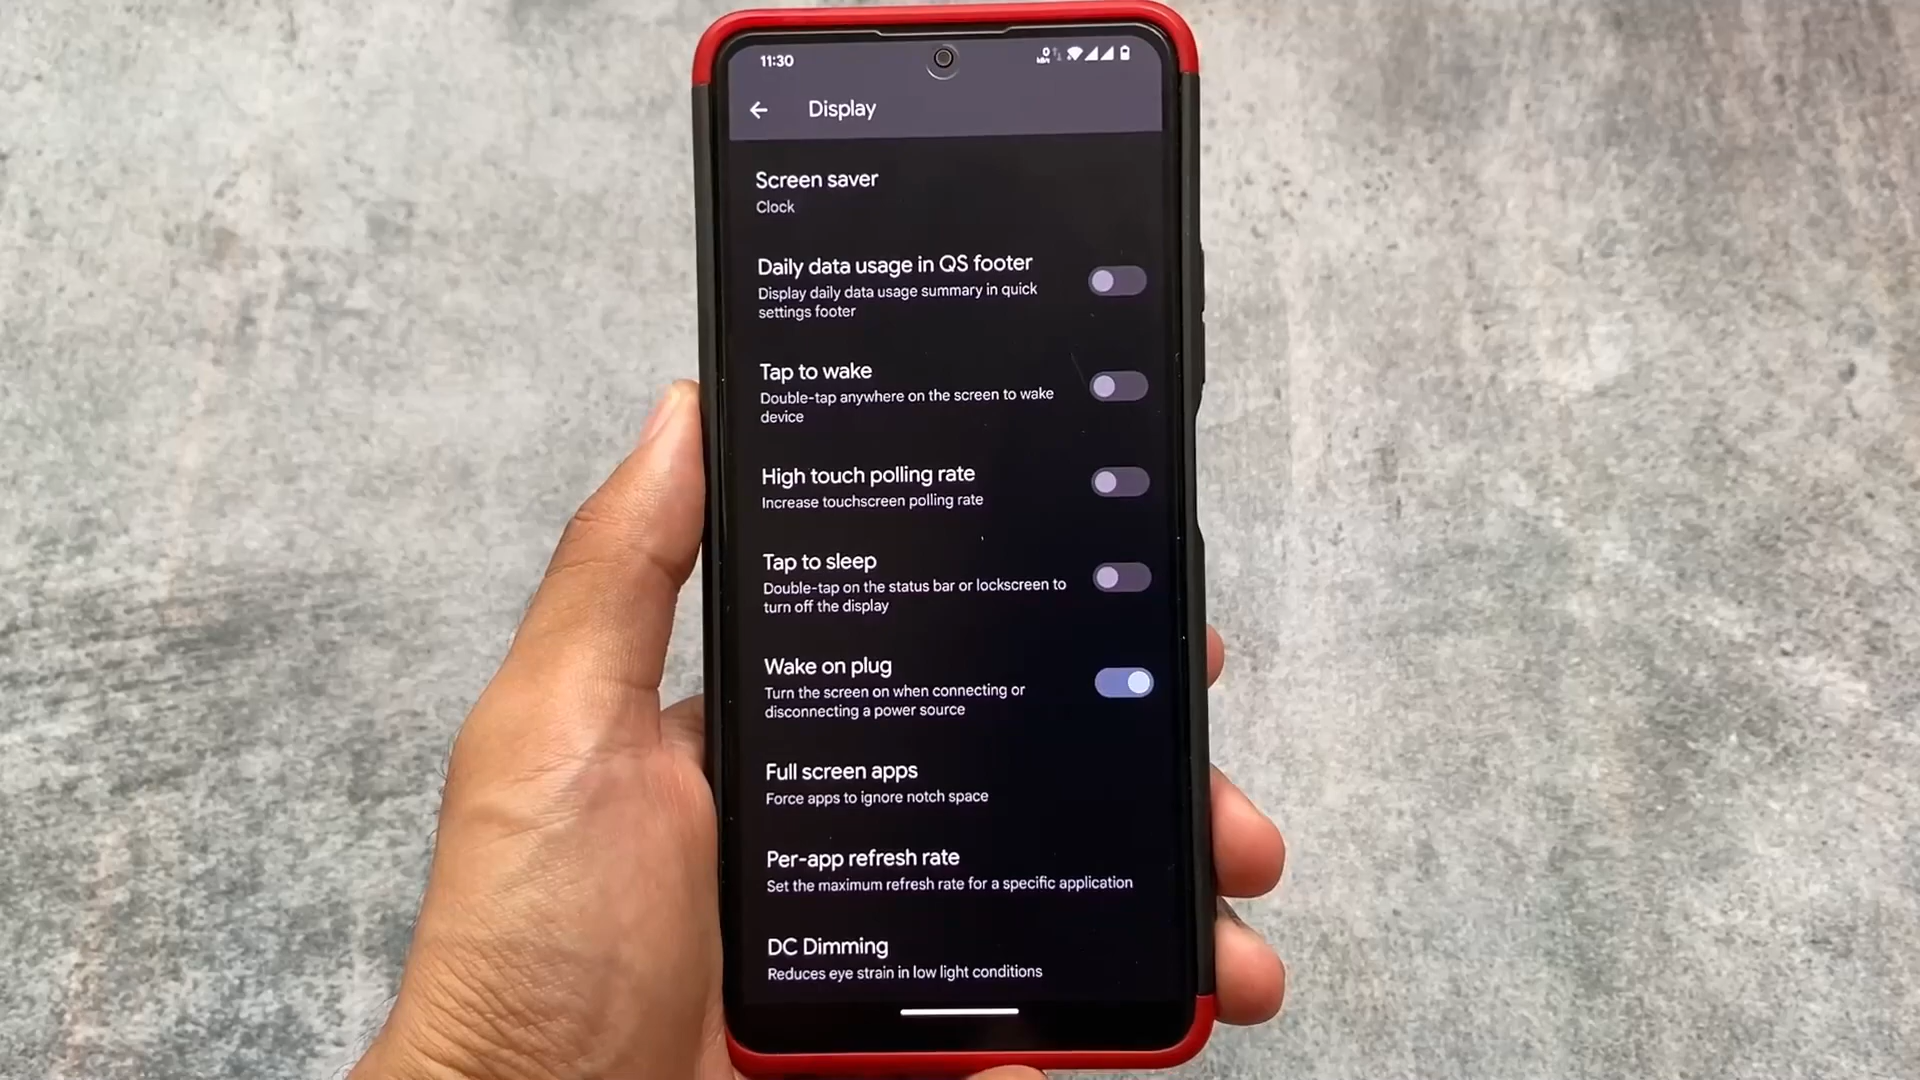 11:30
0
kB/s
Display
Screen saver
Clock
Daily data usage in QS footer
Display daily data usage summary in quick
settings footer
Tap to wake
Double-tap anywhere on the screen to wake
device
High touch polling rate
Increase touchscreen polling rate
Tap to sleep
Double-tap on the status bar or lockscreen to
turn off the display
Wake on plug
Turn the screen on when connecting or
disconnecting a power source
Full screen apps
Force apps to ignore notch space
Per-app refresh rate
Set the maximum refresh rate for a specific application
DC Dimming
Reduces eye strain in low light conditions